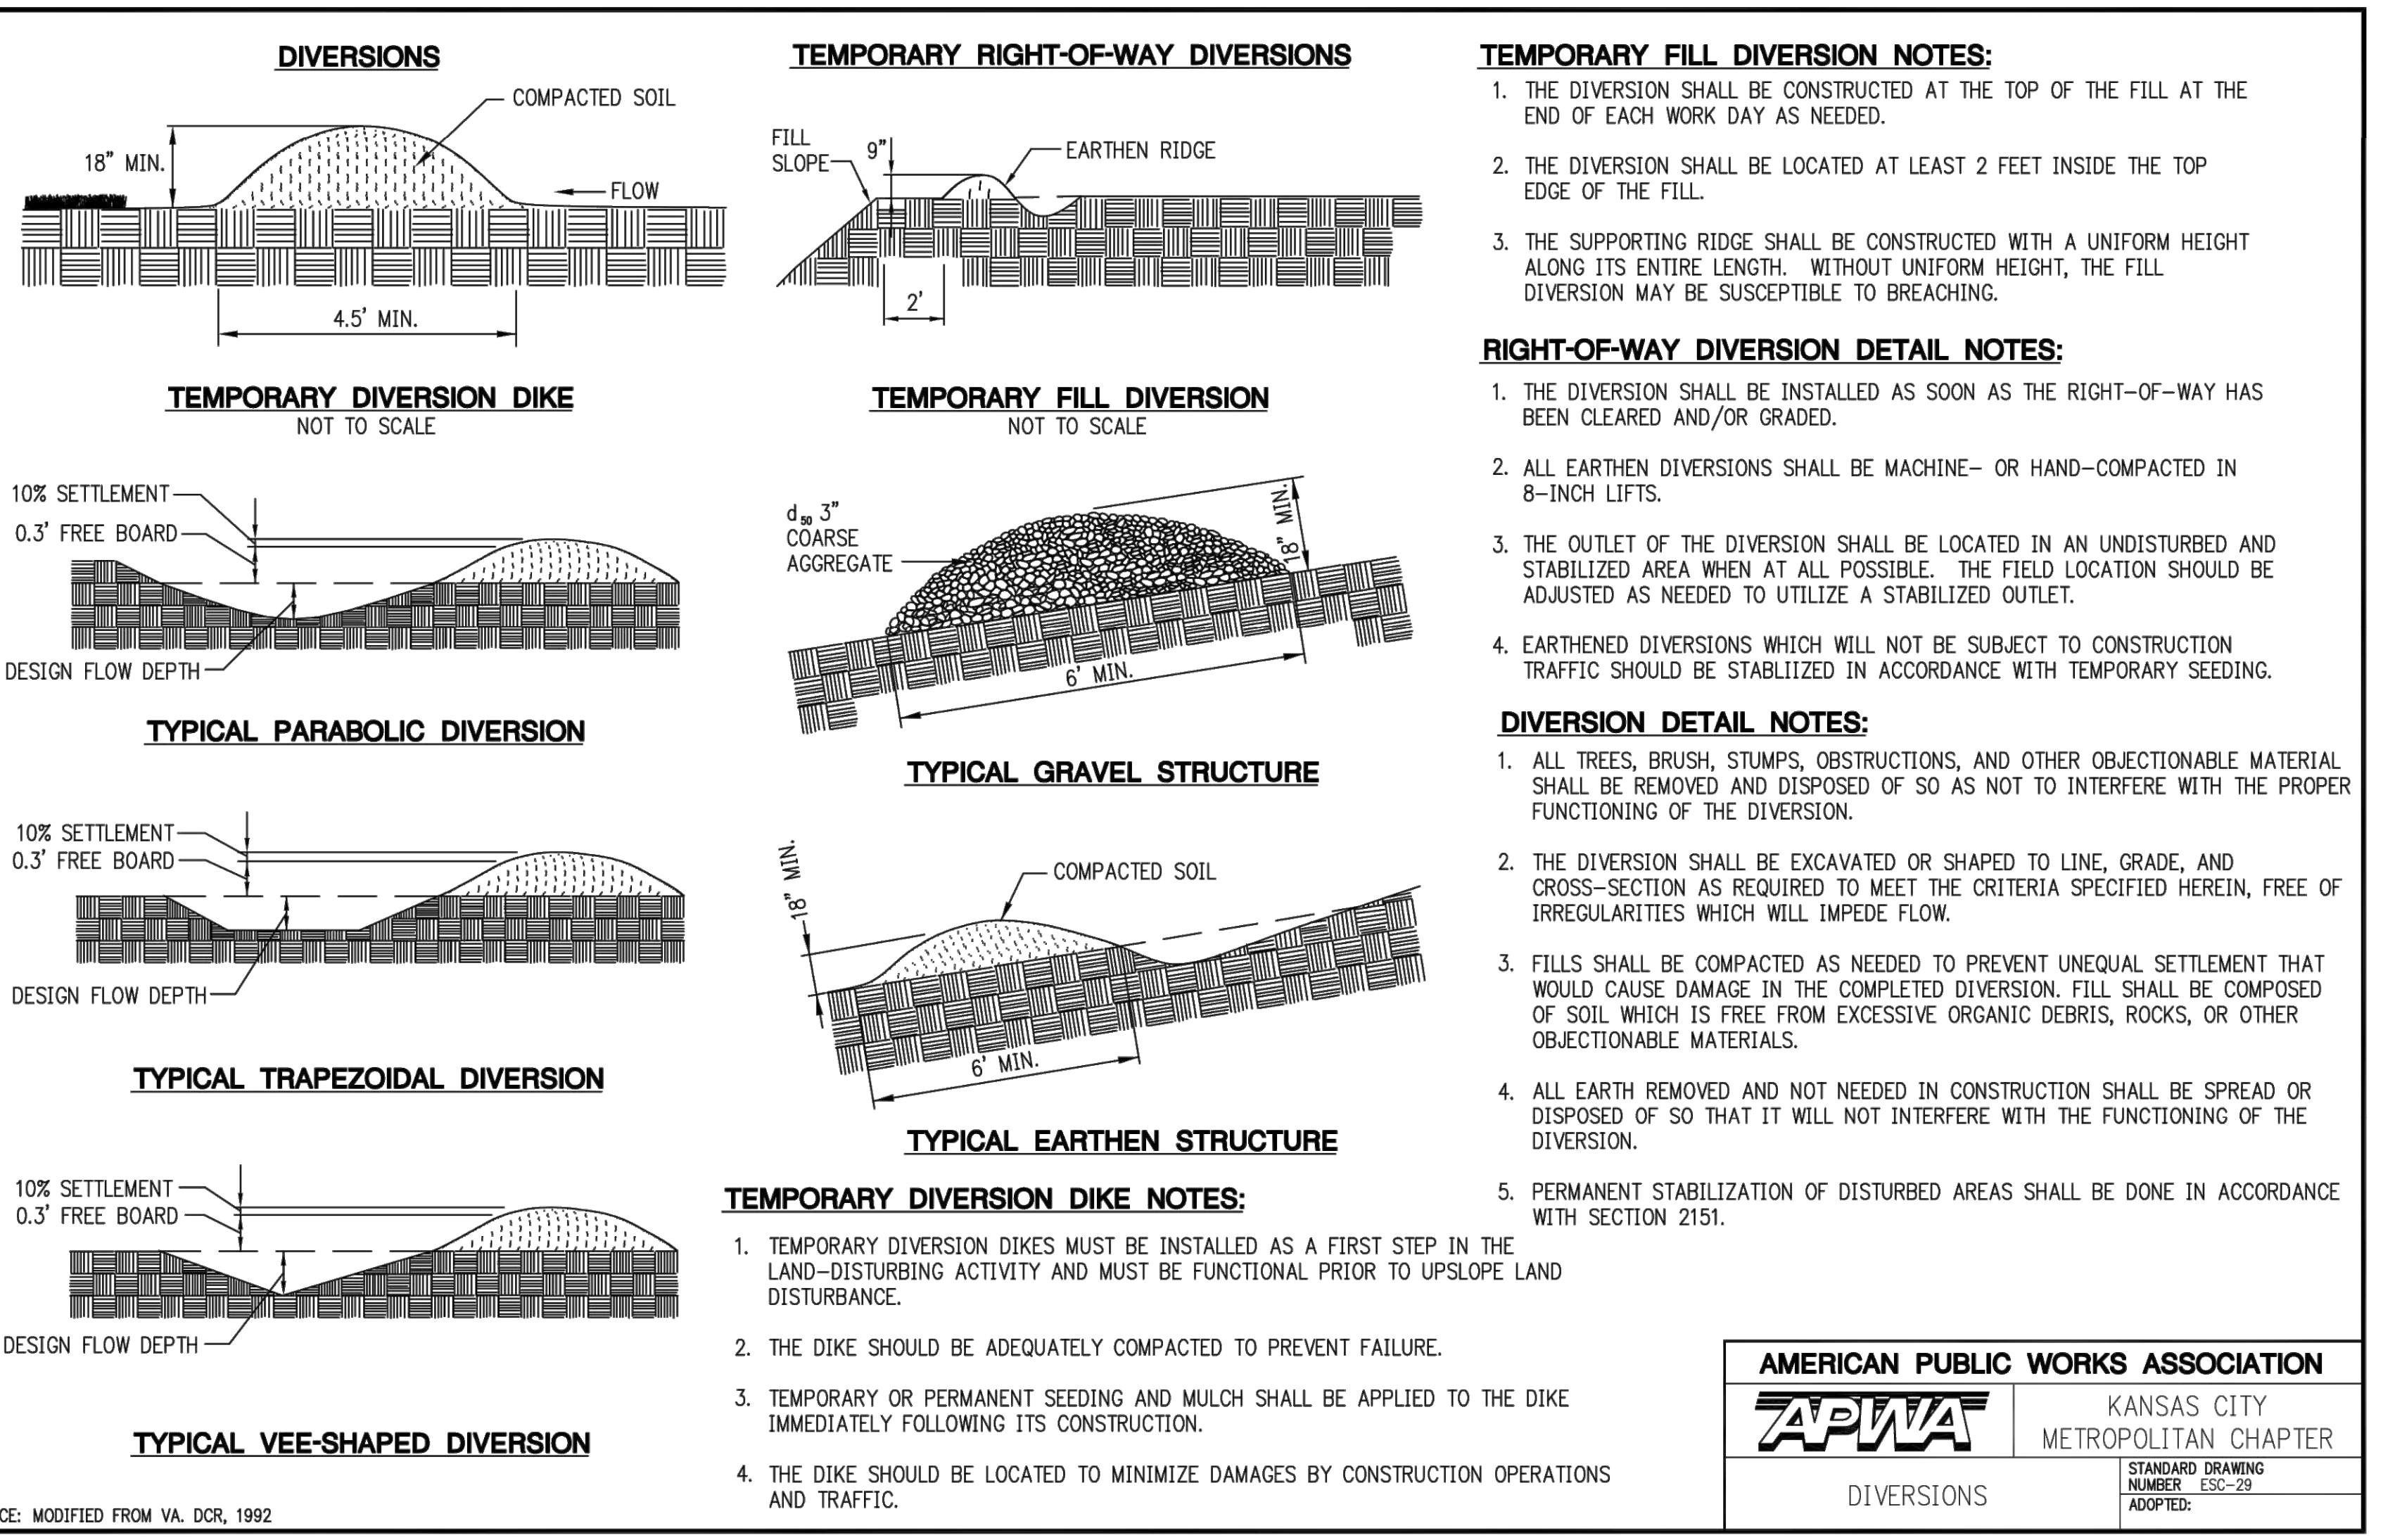 DIVERSIONS
COMPACTED SOIL
18" MIN.
FLOW
4.5' MIN.
TEMPORARY DIVERSION DIKE
NOT TO SCALE
10% SETTLEMENT
0.3' FREE BOARD
DESIGN FLOW DEPTH
TYPICAL PARABOLIC DIVERSION
10% SETTLEMENT
0.3' FREE BOARD
DESIGN FLOW DEPTH
TYPICAL TRAPEZOIDAL DIVERSION
10% SETTLEMENT
0.3' FREE BOARD
DESIGN FLOW DEPTH
TYPICAL VEE-SHAPED DIVERSION
CE: MODIFIED FROM VA. DCR, 1992
TEMPORARY RIGHT-OF-WAY DIVERSIONS
FILL
SLOPE
9"
EARTHEN RIDGE
2'
TEMPORARY FILL DIVERSION
NOT TO SCALE
d50 3"
COARSE
AGGREGATE
18" MIN.
6' MIN.
TYPICAL GRAVEL STRUCTURE
18" MIN.
COMPACTED SOIL
6' MIN.
TYPICAL EARTHEN STRUCTURE
TEMPORARY DIVERSION DIKE NOTES:
1. TEMPORARY DIVERSION DIKES MUST BE INSTALLED AS A FIRST STEP IN THE
LAND-DISTURBING ACTIVITY AND MUST BE FUNCTIONAL PRIOR TO UPSLOPE LAND
DISTURBANCE.
2. THE DIKE SHOULD BE ADEQUATELY COMPACTED TO PREVENT FAILURE.
3. TEMPORARY OR PERMANENT SEEDING AND MULCH SHALL BE APPLIED TO THE DIKE
IMMEDIATELY FOLLOWING ITS CONSTRUCTION.
4. THE DIKE SHOULD BE LOCATED TO MINIMIZE DAMAGES BY CONSTRUCTION OPERATIONS
AND TRAFFIC.
TEMPORARY FILL DIVERSION NOTES:
1. THE DIVERSION SHALL BE CONSTRUCTED AT THE TOP OF THE FILL AT THE
END OF EACH WORK DAY AS NEEDED.
2. THE DIVERSION SHALL BE LOCATED AT LEAST 2 FEET INSIDE THE TOP
EDGE OF THE FILL.
3. THE SUPPORTING RIDGE SHALL BE CONSTRUCTED WITH A UNIFORM HEIGHT
ALONG ITS ENTIRE LENGTH. WITHOUT UNIFORM HEIGHT, THE FILL
DIVERSION MAY BE SUSCEPTIBLE TO BREACHING.
RIGHT-OF-WAY DIVERSION DETAIL NOTES:
1. THE DIVERSION SHALL BE INSTALLED AS SOON AS THE RIGHT-OF-WAY HAS
BEEN CLEARED AND/OR GRADED.
2. ALL EARTHEN DIVERSIONS SHALL BE MACHINE- OR HAND-COMPACTED IN
8-INCH LIFTS.
3. THE OUTLET OF THE DIVERSION SHALL BE LOCATED IN AN UNDISTURBED AND
STABILIZED AREA WHEN AT ALL POSSIBLE. THE FIELD LOCATION SHOULD BE
ADJUSTED AS NEEDED TO UTILIZE A STABILIZED OUTLET.
4. EARTHENED DIVERSIONS WHICH WILL NOT BE SUBJECT TO CONSTRUCTION
TRAFFIC SHOULD BE STABLIIZED IN ACCORDANCE WITH TEMPORARY SEEDING.
DIVERSION DETAIL NOTES:
1. ALL TREES, BRUSH, STUMPS, OBSTRUCTIONS, AND OTHER OBJECTIONABLE MATERIAL
SHALL BE REMOVED AND DISPOSED OF SO AS NOT TO INTERFERE WITH THE PROPER
FUNCTIONING OF THE DIVERSION.
2. THE DIVERSION SHALL BE EXCAVATED OR SHAPED TO LINE, GRADE, AND
CROSS-SECTION AS REQUIRED TO MEET THE CRITERIA SPECIFIED HEREIN, FREE OF
IRREGULARITIES WHICH WILL IMPEDE FLOW.
3. FILLS SHALL BE COMPACTED AS NEEDED TO PREVENT UNEQUAL SETTLEMENT THAT
WOULD CAUSE DAMAGE IN THE COMPLETED DIVERSION. FILL SHALL BE COMPOSED
OF SOIL WHICH IS FREE FROM EXCESSIVE ORGANIC DEBRIS, ROCKS, OR OTHER
OBJECTIONABLE MATERIALS.
4. ALL EARTH REMOVED AND NOT NEEDED IN CONSTRUCTION SHALL BE SPREAD OR
DISPOSED OF SO THAT IT WILL NOT INTERFERE WITH THE FUNCTIONING OF THE
DIVERSION.
5. PERMANENT STABILIZATION OF DISTURBED AREAS SHALL BE DONE IN ACCORDANCE
WITH SECTION 2151.
AMERICAN PUBLIC WORKS ASSOCIATION
APWA
KANSAS CITY
METROPOLITAN CHAPTER
DIVERSIONS
STANDARD DRAWING
NUMBER ESC-29
ADOPTED: